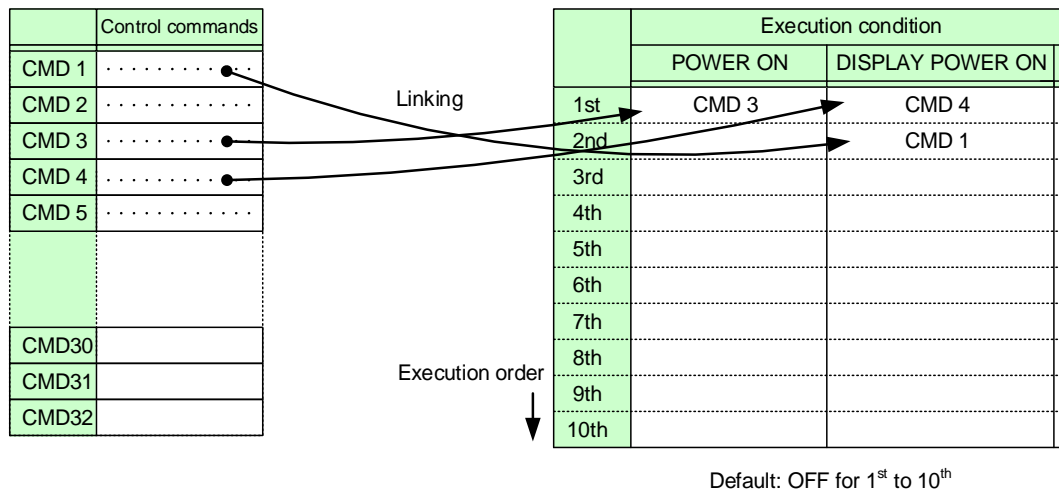 Control commands
CMD 1 . . . . . . . . . . . .
CMD 2 . . . . . . . . . . . .
CMD 3 . . . . . . . . . . . .
CMD 4 . . . . . . . . . . . .
CMD 5 . . . . . . . . . . . .
CMD30
CMD31
CMD32
Linking
Execution order
Execution condition
POWER ON DISPLAY POWER ON
1st CMD 3 CMD 4
2nd CMD 1
3rd
4th
5th
6th
7th
8th
9th
10th
Default: OFF for 1st to 10th